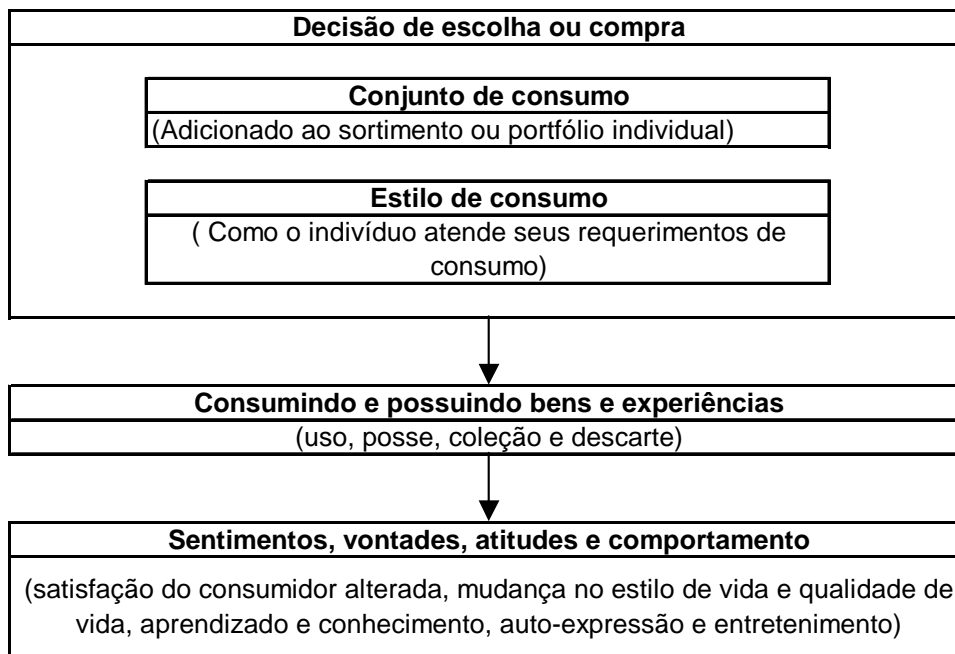 Decisão de escolha ou compra
Conjunto de consumo
(Adicionado ao sortimento ou portfólio individual)
Estilo de consumo
( Como o indivíduo atende seus requerimentos de
consumo)
Consumindo e possuindo bens e experiências
(uso, posse, coleção e descarte)
Sentimentos, vontades, atitudes e comportamento
(satisfação do consumidor alterada, mudança no estilo de vida e qualidade de
vida, aprendizado e conhecimento, auto-expressão e entretenimento)